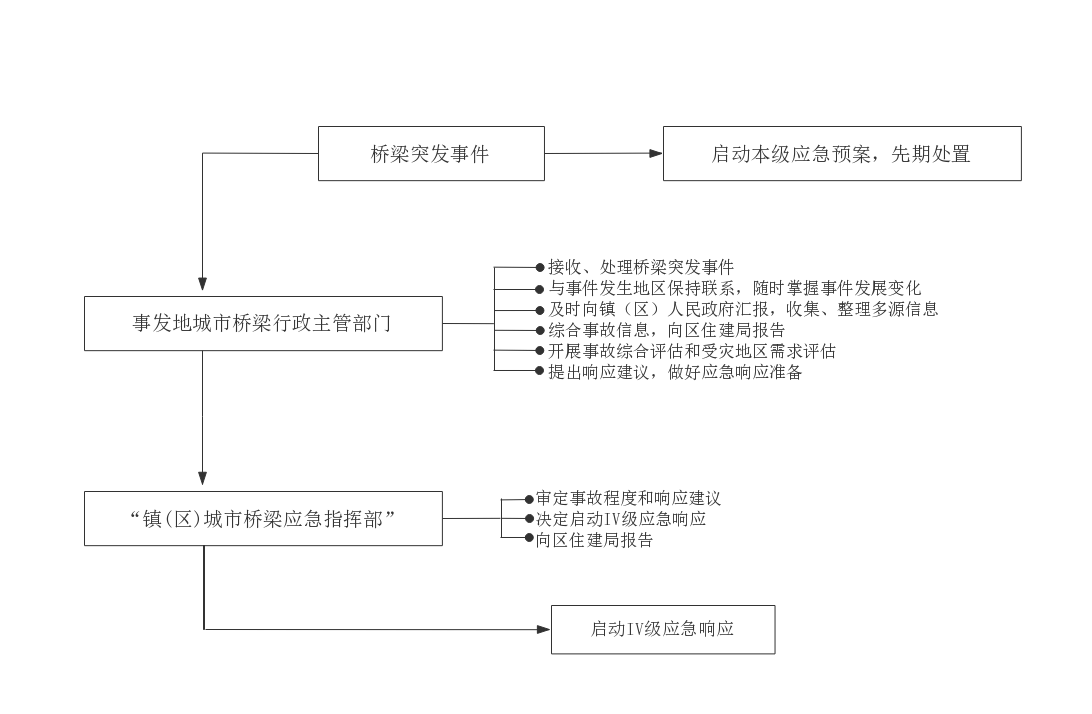 桥梁突发事件
启动本级应急预案，先期处置
事发地城市桥梁行政主管部门
接收、处理桥梁突发事件
与事件发生地区保持联系，随时掌握事件发展变化
及时向镇（区）人民政府汇报，收集、整理多源信息
综合事故信息，向区住建局报告
开展事故综合评估和受灾地区需求评估
提出响应建议，做好应急响应准备
“镇(区)城市桥梁应急指挥部”
审定事故程度和响应建议
决定启动IV级应急响应
向区住建局报告
启动IV级应急响应